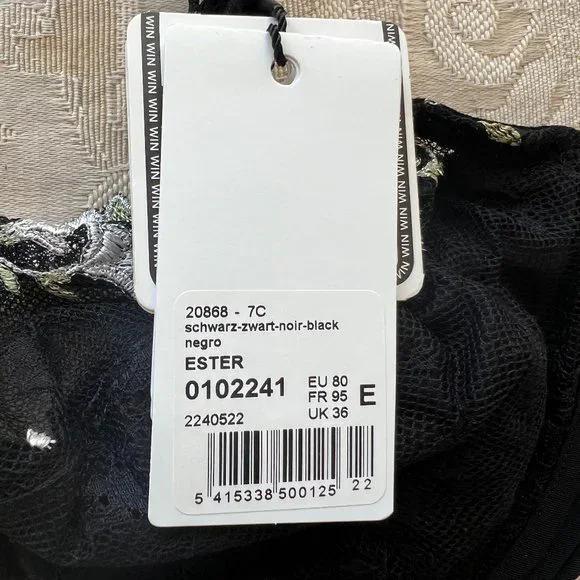 WIN WIN WIN WIN WIN WIN
WIN WIN WIN WIN WIN WIN
20868 - 7C
schwarz-zwart-noir-black
negro
ESTER
0102241 EU 80 FR 95 UK 36 E
2240522
5 415338 500125 22